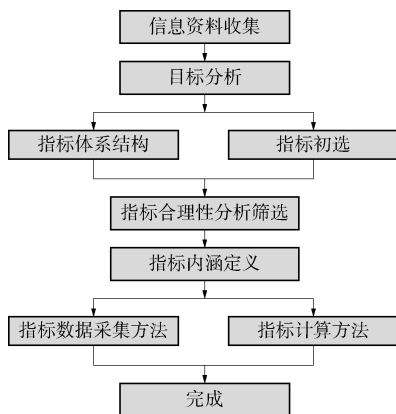 信息资料收集
目标分析
指标体系结构
指标初选
指标合理性分析筛选
指标内涵定义
指标数据采集方法
指标计算方法
完成